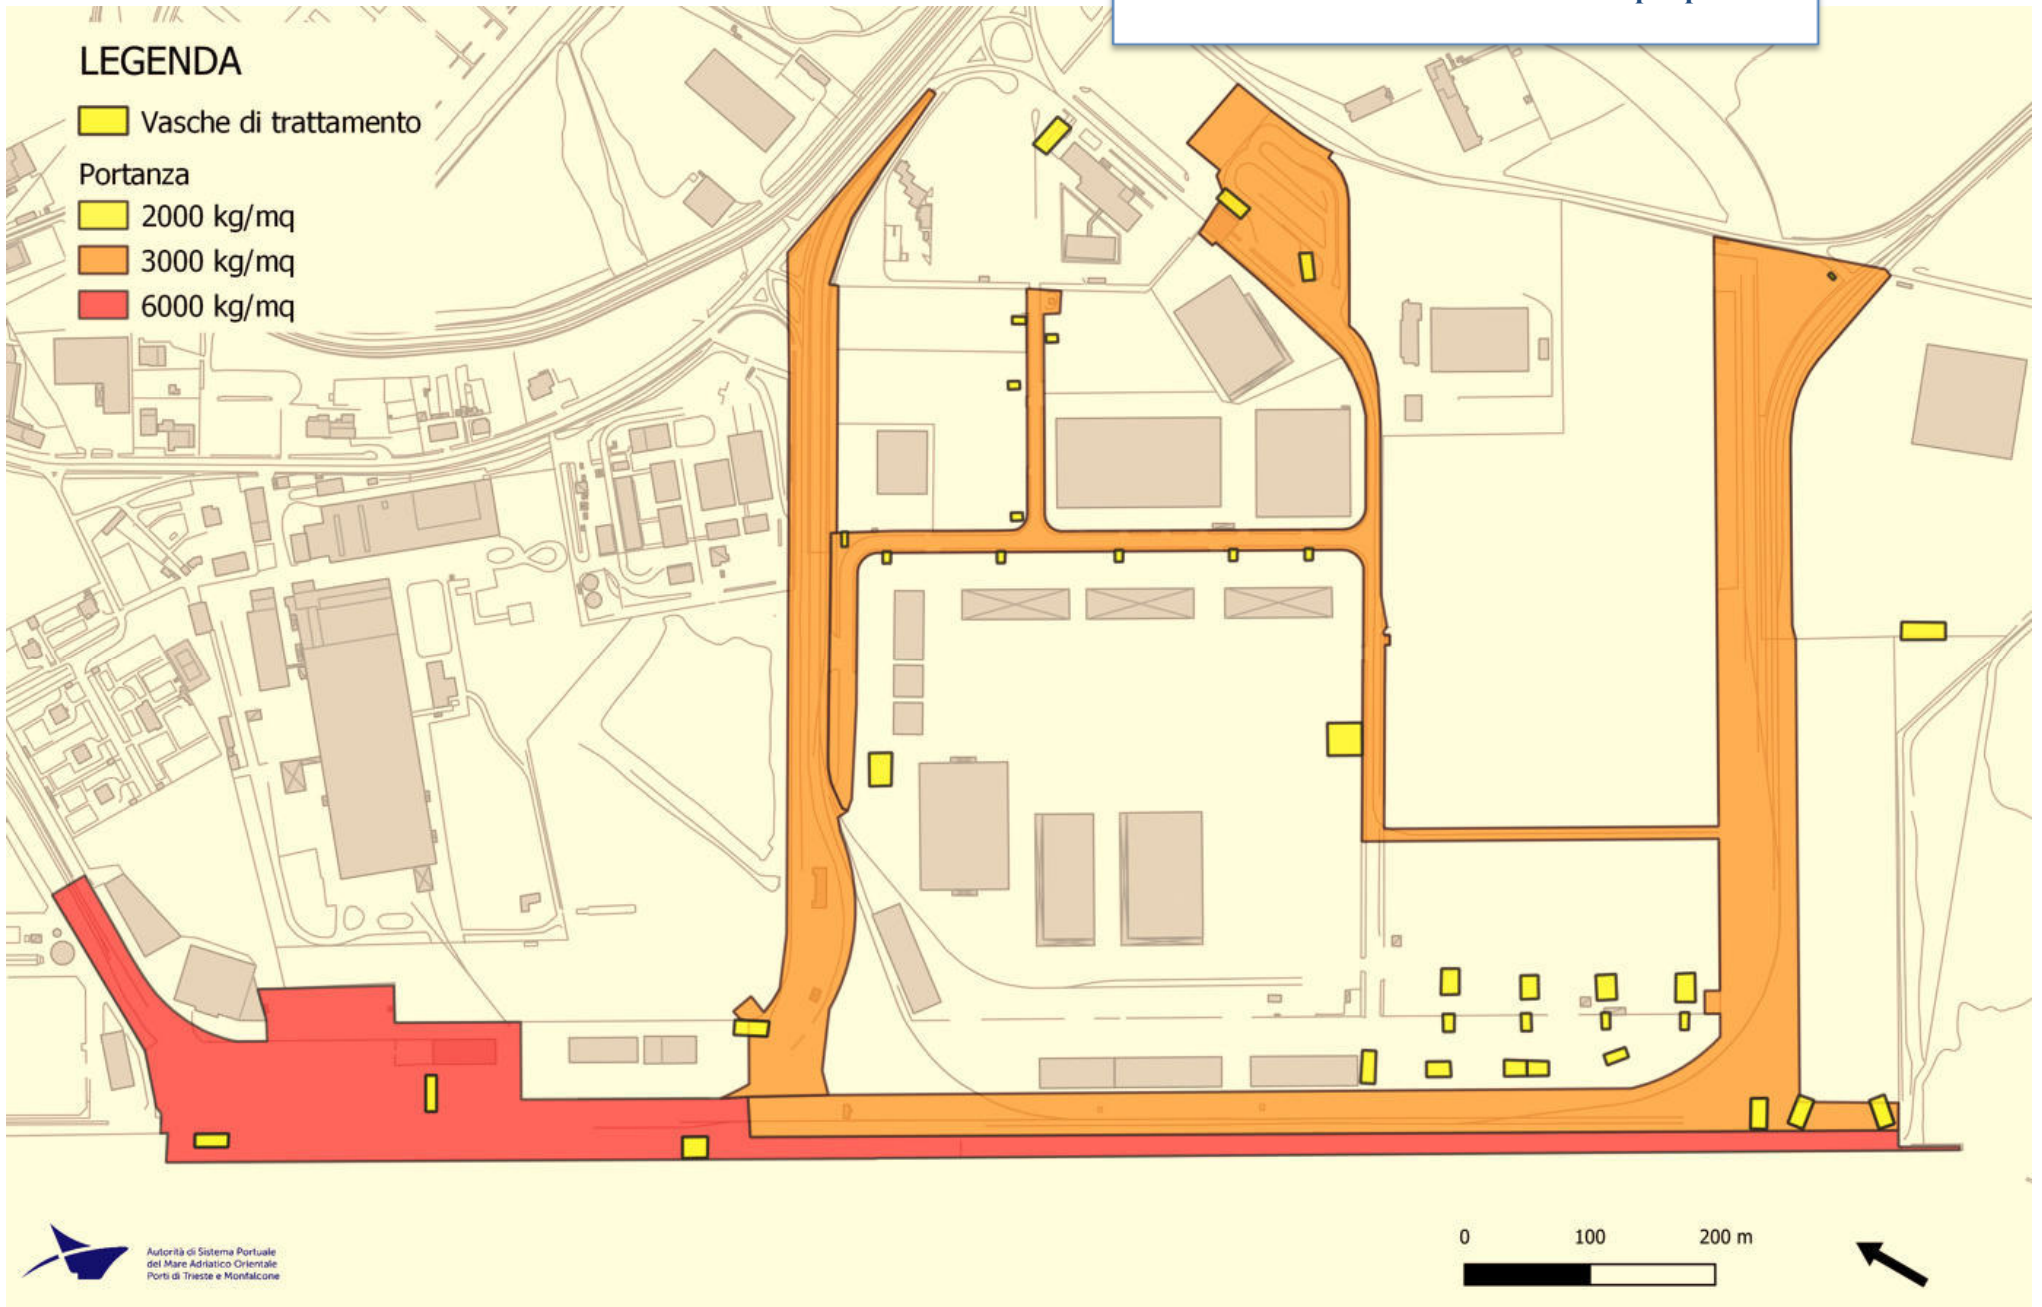 LEGENDA
Vasche di trattamento
Portanza
2000 kg/mq
3000 kg/mq
6000 kg/mq
Autorità di Sistema Portuale
del Mare Adriatico Orientale
Porti di Trieste e Monfalcone
0 100 200 m